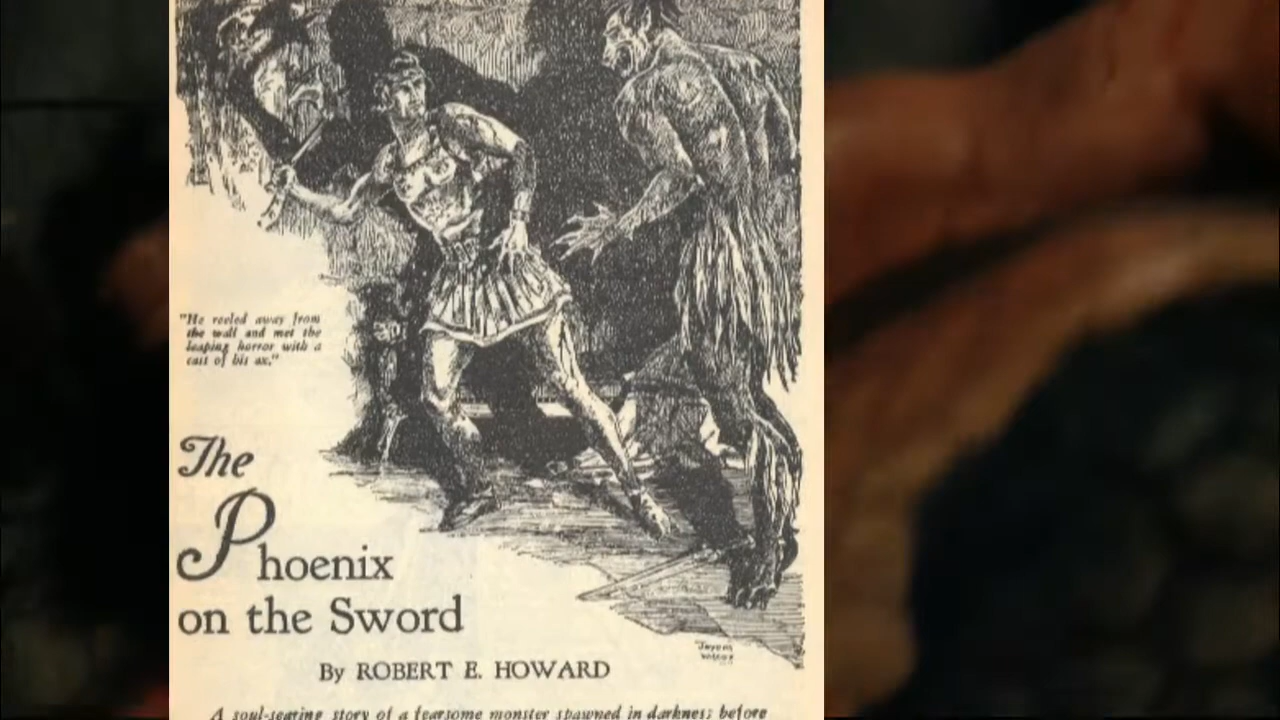 "He reeled away from
the wall and met the
leaping horror with a
cast of his ax."
The
Phoenix
on the Sword
By ROBERT E. HOWARD
A soul-searing story of a fearsome monster spawned in darkness before